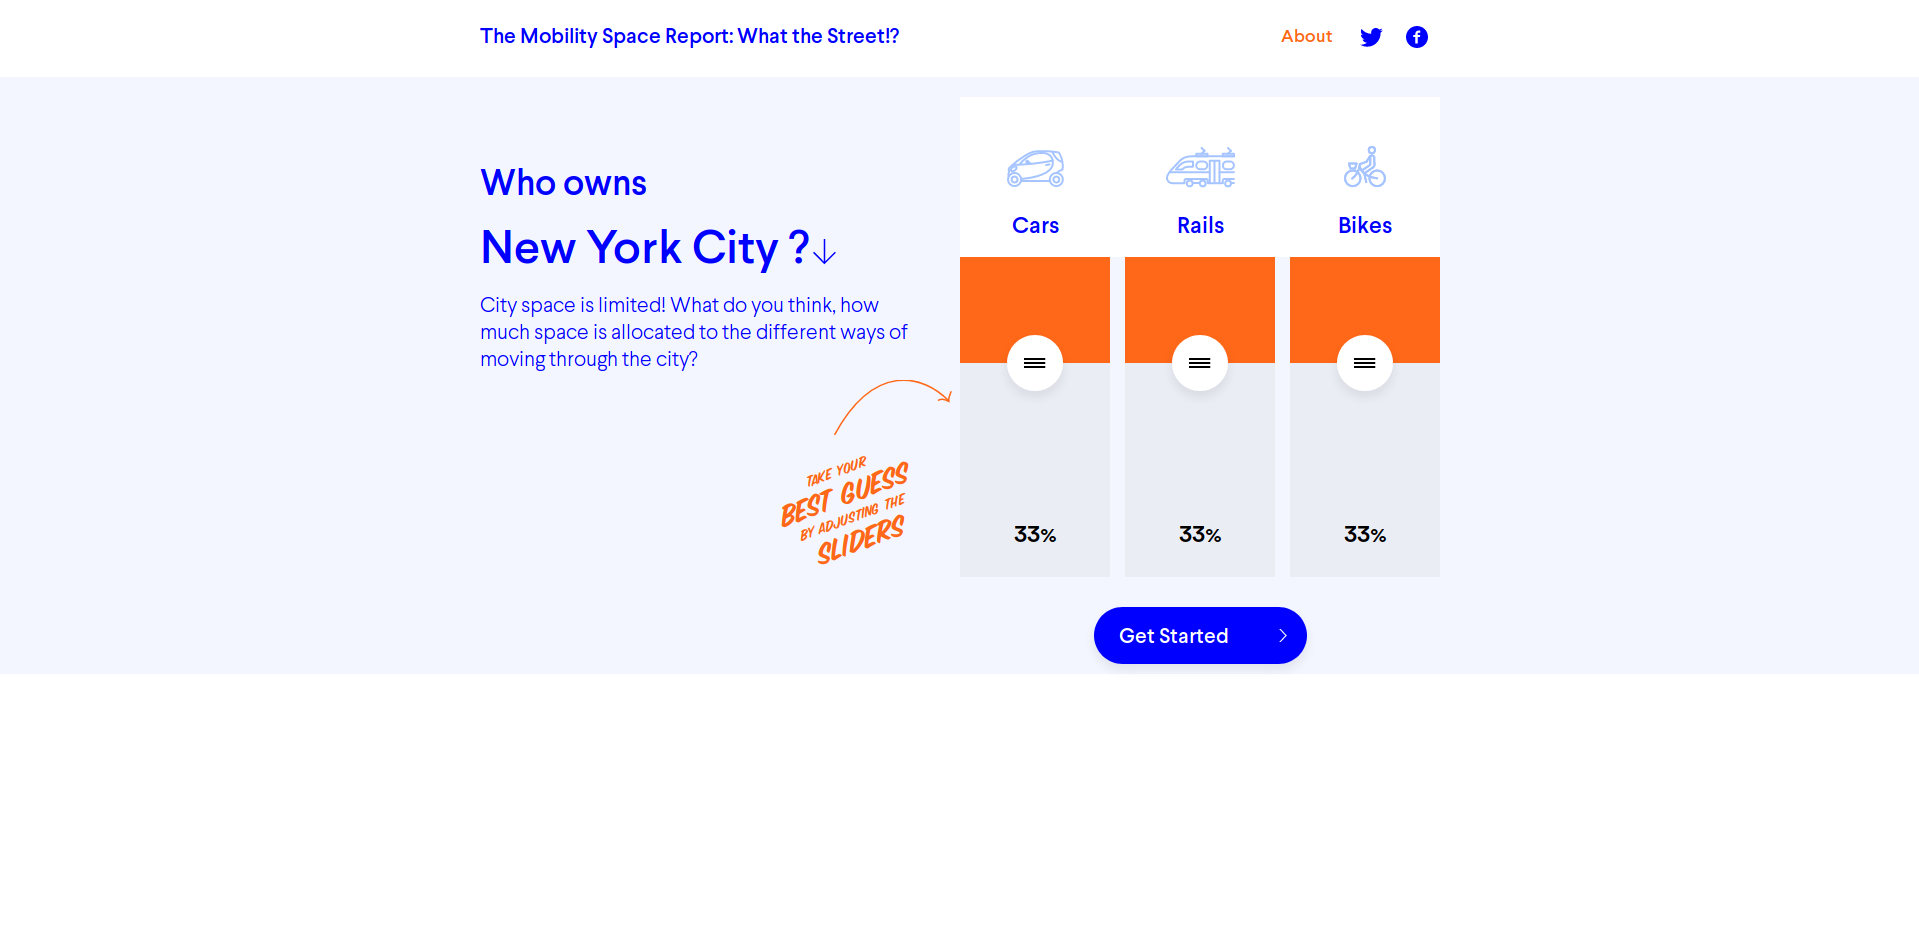 The Mobility Space Report: What the Street!?
About
Who owns
New York City ?
City space is limited! What do you think, how
much space is allocated to the different ways of
moving through the city?
TAKE YOUR
BEST GUESS
BY ADJUSTING THE
SLIDERS
Cars
Rails
Bikes
33%
33%
33%
Get Started